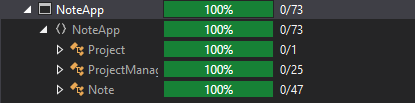 NoteApp 100% 0/73
NoteApp 100% 0/73
Project 100% 0/1
ProjectManag 100% 0/25
Note 100% 0/47